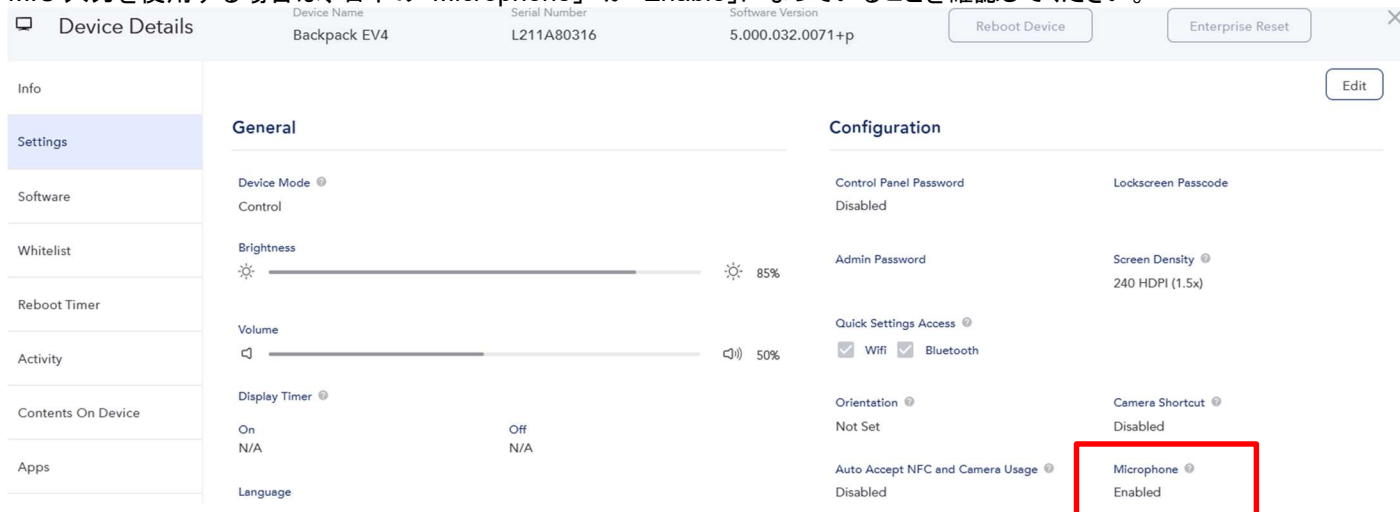 Device Details
Device Name
Backpack EV4
Serial Number
L211A80316
Software Version
5.000.032.0071+p
Reboot Device
Enterprise Reset
Edit
Info
Settings
Software
Whitelist
Reboot Timer
Activity
Contents On Device
Apps
General
Device Mode
Control
Brightness
85%
Volume
50%
Display Timer
On
N/A
Off
N/A
Language
Configuration
Control Panel Password
Disabled
Lockscreen Passcode
Admin Password
Screen Density
240 HDPI (1.5x)
Quick Settings Access
Wifi
Bluetooth
Orientation
Not Set
Camera Shortcut
Disabled
Auto Accept NFC and Camera Usage
Disabled
Microphone
Enabled